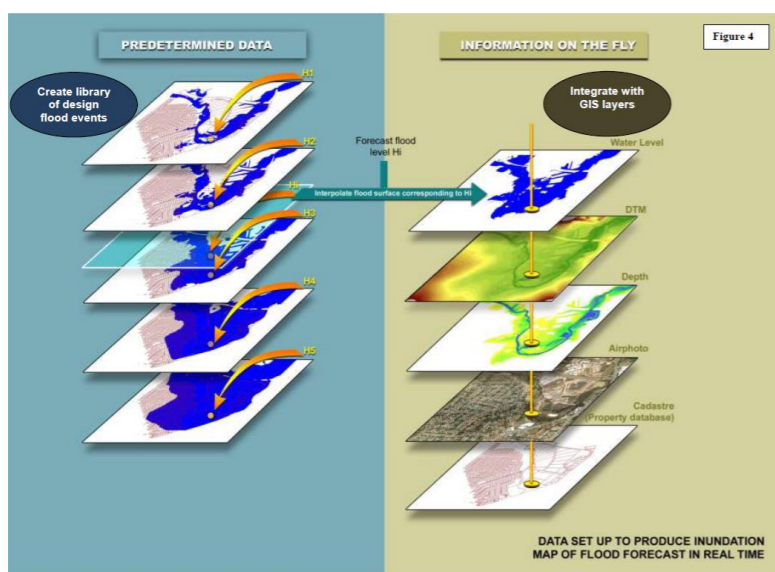 Figure 4
PREDETERMINED DATA
INFORMATION ON THE FLY
Create library
of design
flood events
H1
H2
Hi
H3
H4
H5
Forecast flood
level Hi
Interpolate flood surface corresponding to Hi
Integrate with
GIS layers
Water Level
DTM
Depth
Airphoto
Cadastre
(Property database)
DATA SET UP TO PRODUCE INUNDATION
MAP OF FLOOD FORECAST IN REAL TIME